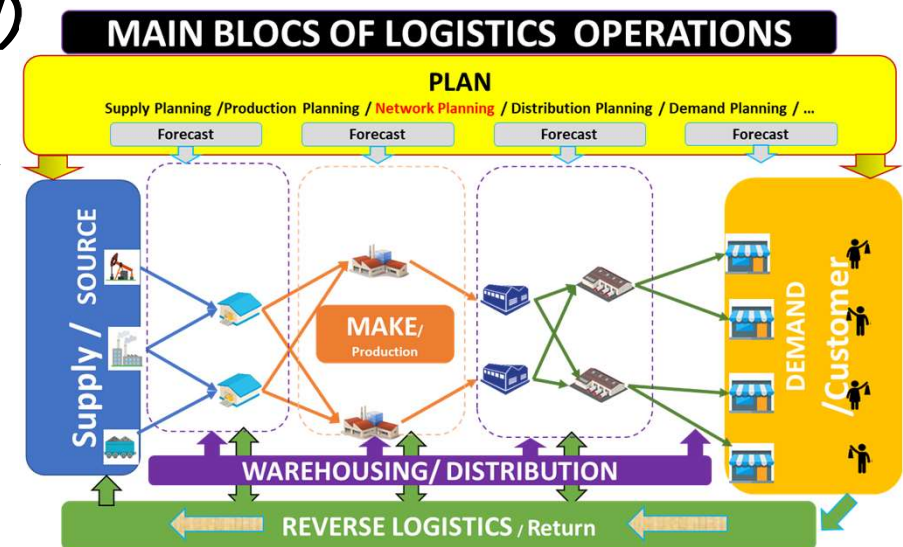 MAIN BLOCS OF LOGISTICS OPERATIONS
PLAN
Supply Planning /Production Planning / Network Planning / Distribution Planning / Demand Planning / ...
Forecast
Forecast
Forecast
Forecast
Supply / SOURCE
MAKE/
Production
DEMAND
/Customer
WAREHOUSING/ DISTRIBUTION
REVERSE LOGISTICS / Return